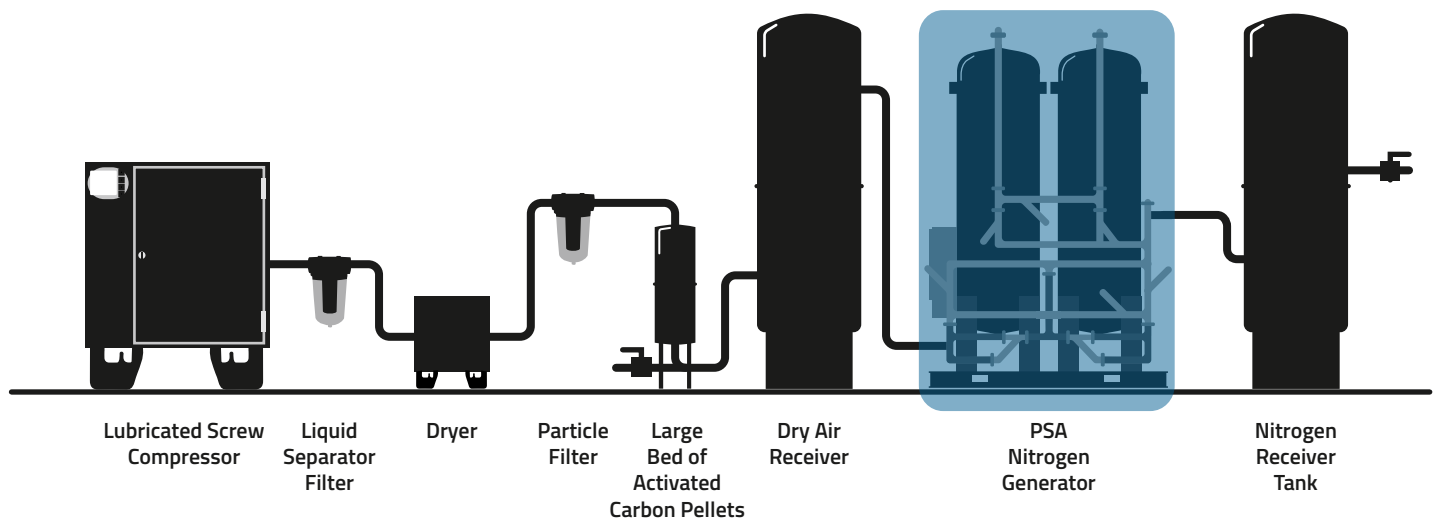 Lubricated Screw
Compressor
Liquid
Separator
Filter
Dryer
Particle
Filter
Large
Bed of
Activated
Carbon Pellets
Dry Air
Receiver
PSA
Nitrogen
Generator
Nitrogen
Receiver
Tank